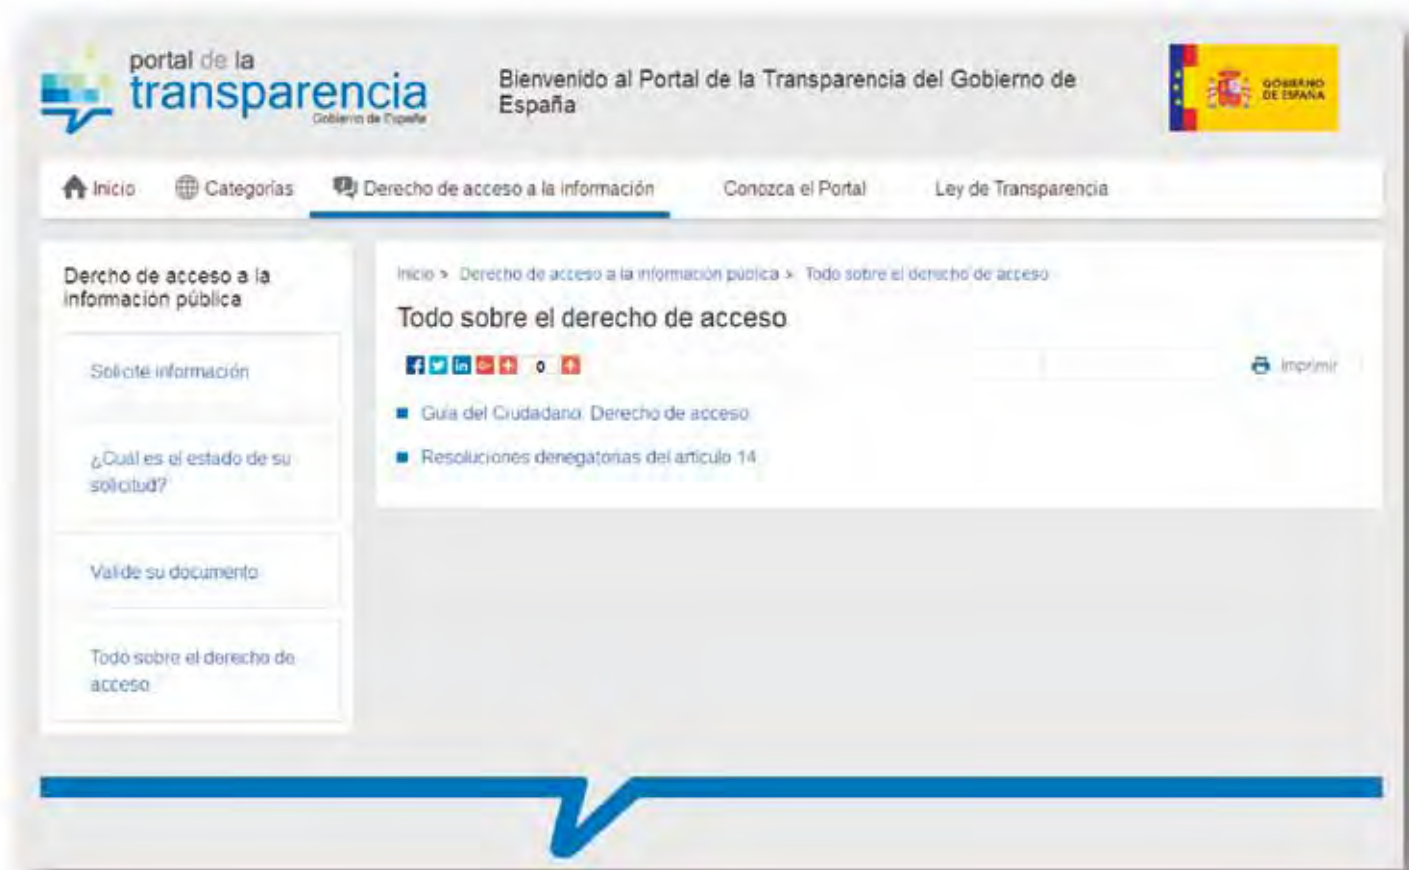 portal de la
transparencia
Gobierno de España
Bienvenido al Portal de la Transparencia del Gobierno de
España
GOBIERNO
DE ESPAÑA
Inicio
Categorías
Derecho de acceso a la información
Conozca el Portal
Ley de Transparencia
Dercho de acceso a la
información pública
Solicite información
¿Cuál es el estado de su
solicitud?
Valide su documento
Todo sobre el derecho de
acceso
Inicio > Derecho de acceso a la información pública > Todo sobre el derecho de acceso
Todo sobre el derecho de acceso
0
Imprimir
Guía del Ciudadano. Derecho de acceso
Resoluciones denegatorias del artículo 14